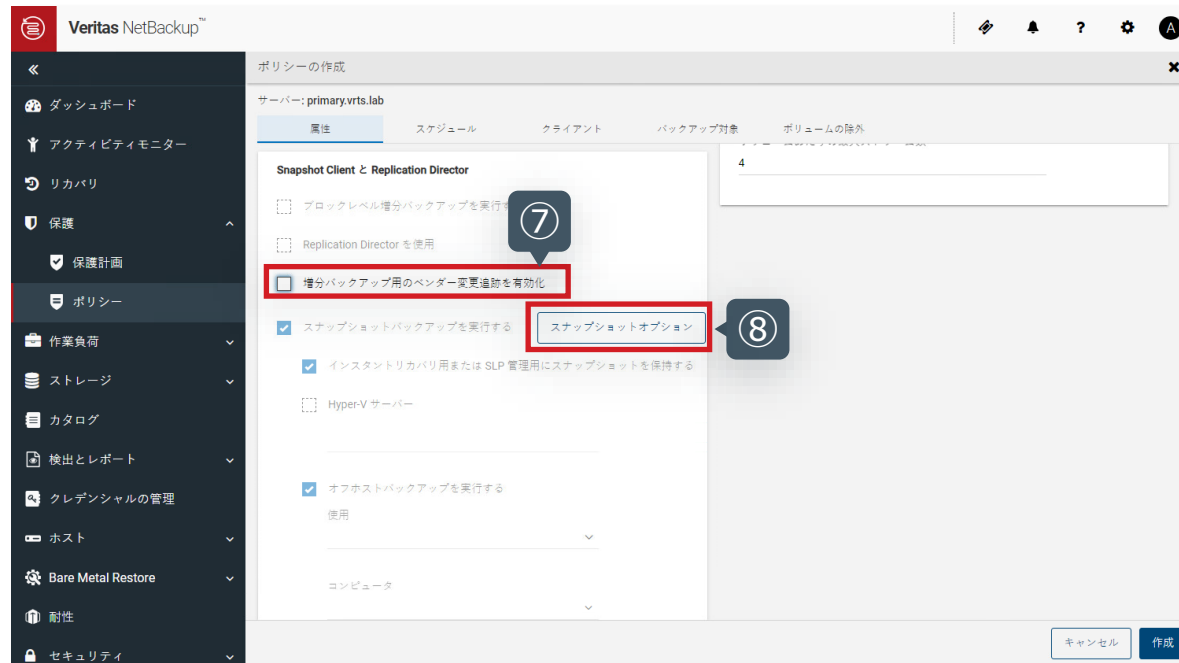 Veritas NetBackup™
?
A
«
ポリシーの作成
サーバー: primary.vrts.lab
属性
スケジュール
クライアント
バックアップ対象
ボリュームの除外
ダッシュボード
アクティビティモニター
リカバリ
保護
保護計画
ポリシー
作業負荷
ストレージ
カタログ
検出とレポート
クレデンシャルの管理
ホスト
Bare Metal Restore
耐性
セキュリティ
Snapshot Client と Replication Director
ブロックレベル増分バックアップを実行す
⑦
Replication Director を使用
増分バックアップ用のベンダー変更追跡を有効化
スナップショットバックアップを実行する
スナップショットオプション
⑧
インスタントリカバリ用または SLP 管理用にスナップショットを保持する
Hyper-V サーバー
オフホストバックアップを実行する
使用
コンピュータ
4
キャンセル
作成